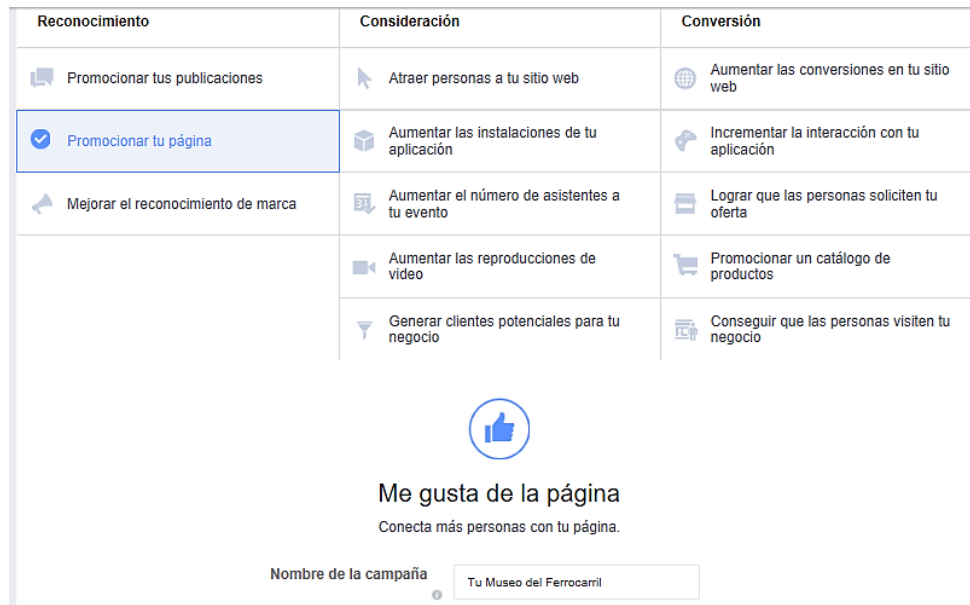 Reconocimiento
Consideración
Conversión
Promocionar tus publicaciones
Atraer personas a tu sitio web
Aumentar las conversiones en tu sitio
web
Promocionar tu página
Aumentar las instalaciones de tu
aplicación
Incrementar la interacción con tu
aplicación
Mejorar el reconocimiento de marca
31
Aumentar el número de asistentes a
tu evento
Lograr que las personas soliciten tu
oferta
Aumentar las reproducciones de
video
Promocionar un catálogo de
productos
Generar clientes potenciales para tu
negocio
Conseguir que las personas visiten tu
negocio
Me gusta de la página
Conecta más personas con tu página.
Nombre de la campaña
Tu Museo del Ferrocarril